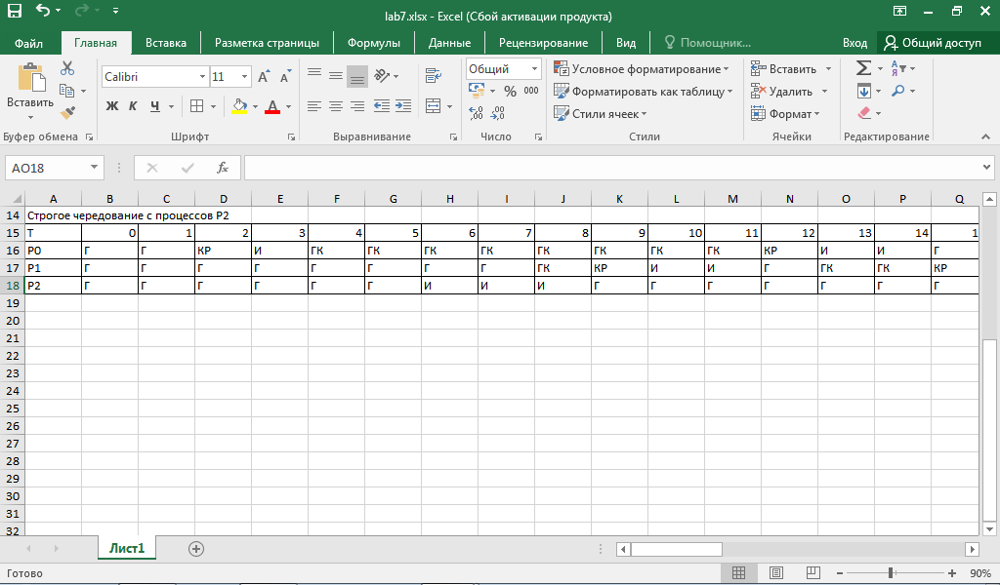 lab7.xlsx - Excel (Сбой активации продукта)
Файл Главная Вставка Разметка страницы Формулы Данные Рецензирование Вид Помощник... Вход Общий доступ
Вставить Calibri 11 Общий Условное форматирование Вставить
Форматировать как таблицу Удалить
Ж К Ч % 000 Стили ячеек Формат
Буфер обмена Шрифт Выравнивание Число Стили Ячейки Редактирование
AO18 fx
A B C D E F G H I J K L M N O P Q
14 Строгое чередование с процессов P2
15 T 0 1 2 3 4 5 6 7 8 9 10 11 12 13 14 1
16 P0 Г Г КР И ГК ГК ГК ГК ГК ГК ГК ГК КР И И Г
17 P1 Г Г Г Г Г Г Г Г ГК КР И И Г ГК ГК КР
18 P2 Г Г Г Г Г Г И И И Г Г Г Г Г Г Г
19
20
21
22
23
24
25
26
27
28
29
30
31
32
Лист1
Готово 90%